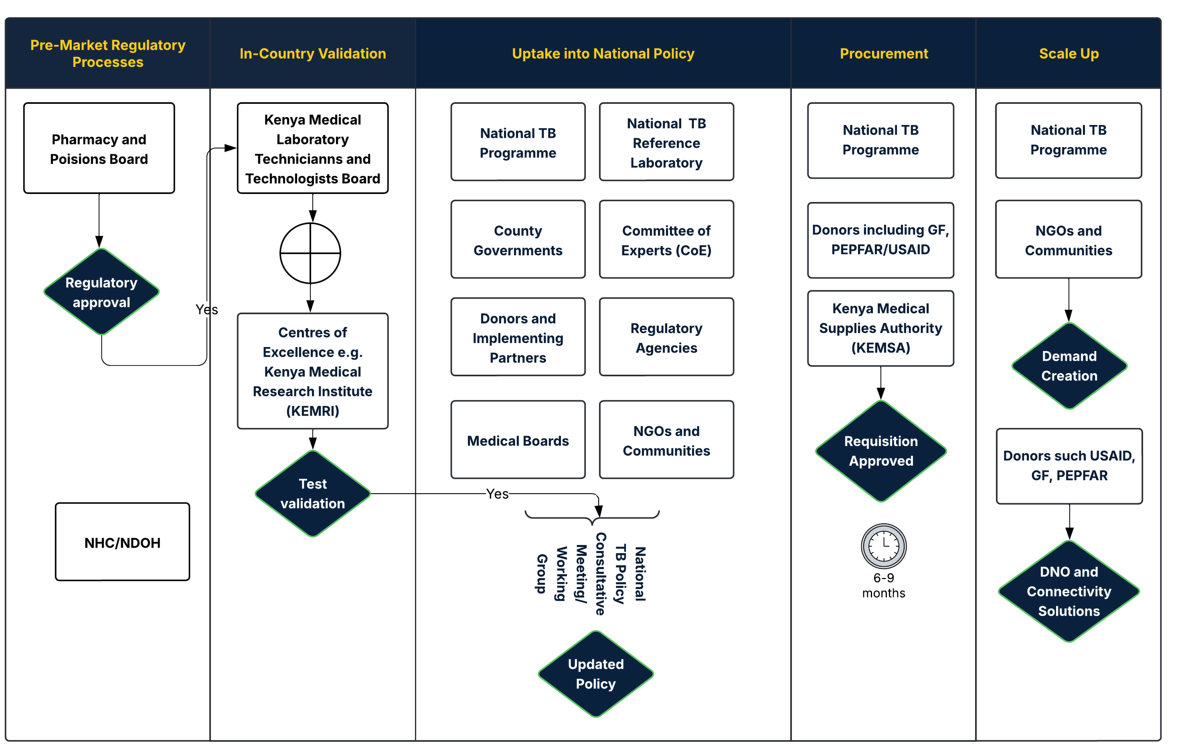 Pre-Market Regulatory
Processes
In-Country Validation
Uptake into National Policy
Procurement
Scale Up
Pharmacy and
Poisions Board
Regulatory
approval
Yes
NHC/NDOH
Kenya Medical
Laboratory
Technicianns and
Technologists Board
Centres of
Excellence e.g.
Kenya Medical
Research Institute
(KEMRI)
Test
validation
Yes
National TB
Programme
National TB
Reference
Laboratory
County
Governments
Committee of
Experts (CoE)
Donors and
Implementing
Partners
Regulatory
Agencies
Medical Boards
NGOs and
Communities
National
TB Policy
Consultative
Meeting/
Working
Group
Updated
Policy
National TB
Programme
Donors including GF,
PEPFAR/USAID
Kenya Medical
Supplies Authority
(KEMSA)
Requisition
Approved
6-9
months
National TB
Programme
NGOs and
Communities
Demand
Creation
Donors such USAID,
GF, PEPFAR
DNO and
Connectivity
Solutions